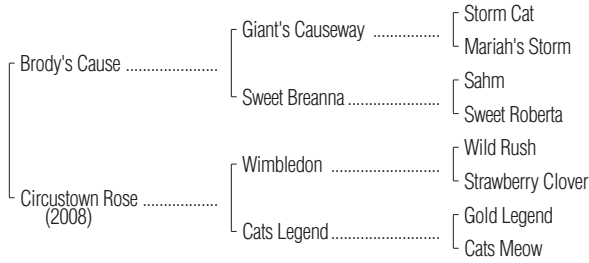 Storm Cat
Giant's Causeway ..................
Mariah's Storm
Brody's Cause .....................
Sahm
Sweet Breanna .....................
Sweet Roberta
Wild Rush
Wimbledon .........................
Strawberry Clover
Circustown Rose ..................
(2008)
Gold Legend
Cats Legend .........................
Cats Meow